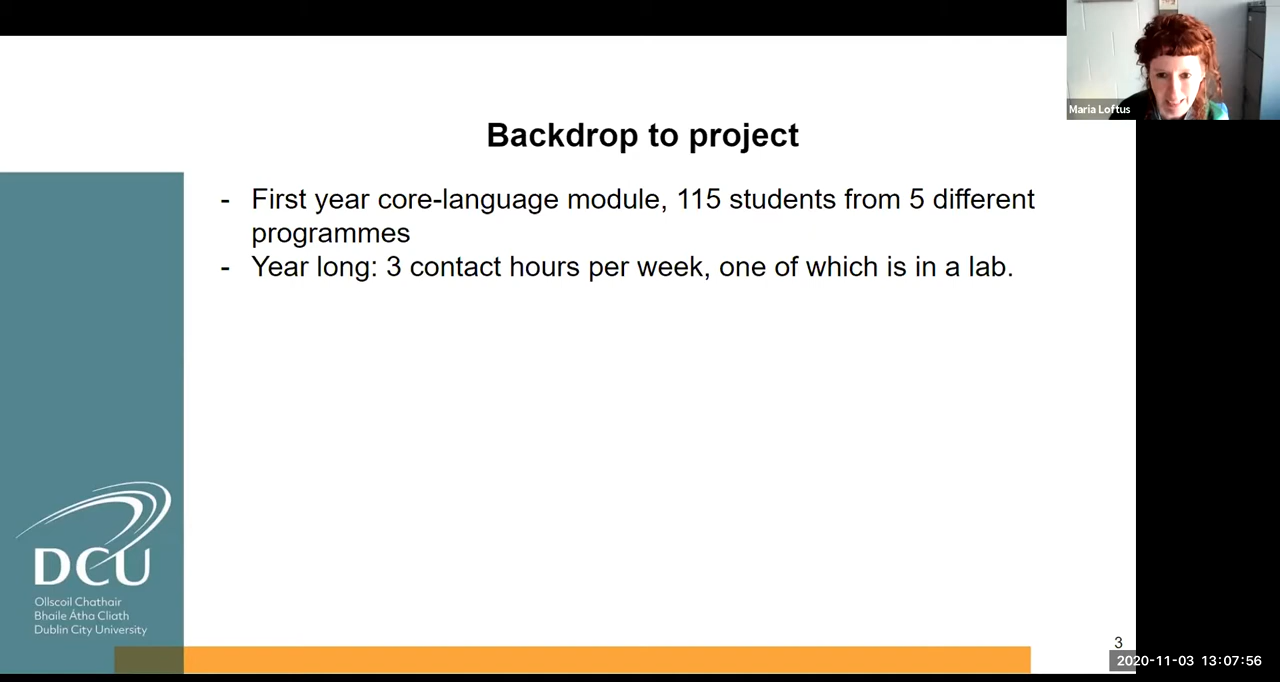 Maria Loftus
Backdrop to project
- First year core-language module, 115 students from 5 different
programmes
- Year long: 3 contact hours per week, one of which is in a lab.
DCU
Ollscoil Chathair
Bhaile Átha Cliath
Dublin City University
3
2020-11-03 13:07:56